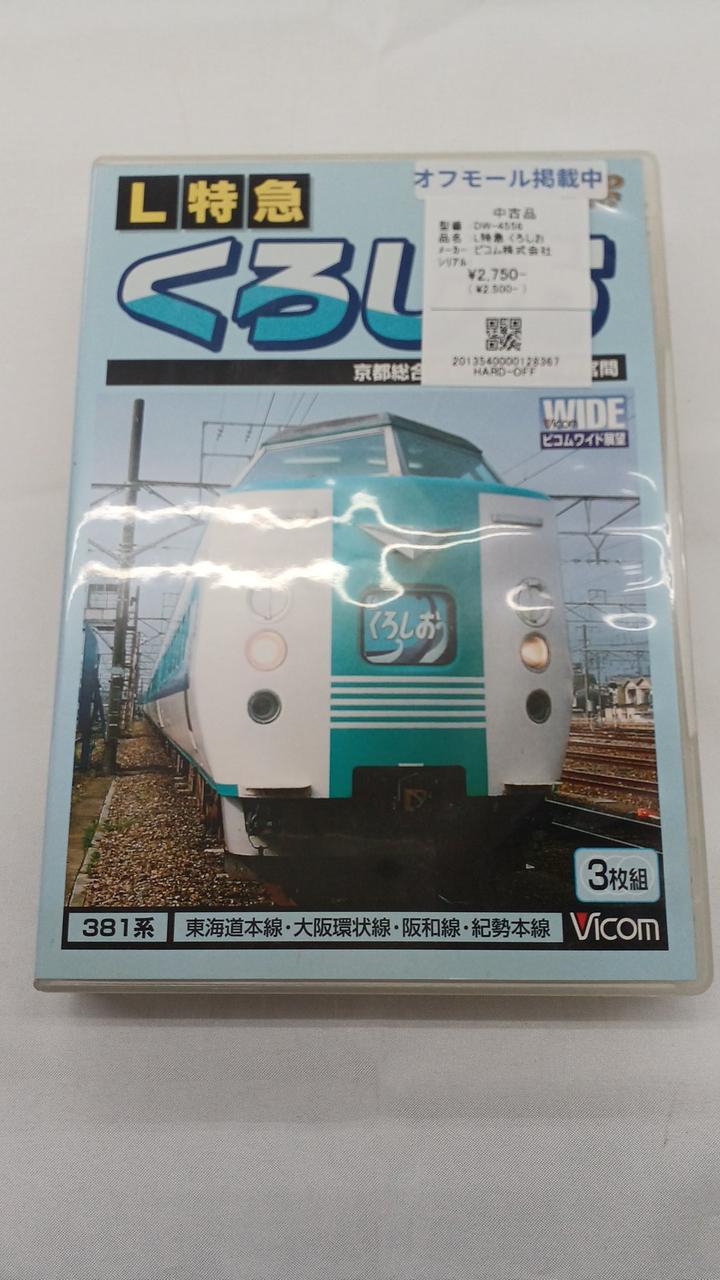 L特急
オフモール掲載中
中古品
型番 DW-4556
品名 L特急 くろしお
メーカー ビコム株式会社
シリアル
¥2,750-
(¥2,500-)
2013540000128367
HARD-OFF
くろし
京都総合
宮間
WIDE
Vicom
ビコムワイド展望
くろしお
3枚組
381系 東海道本線・大阪環状線・阪和線・紀勢本線 Vicom